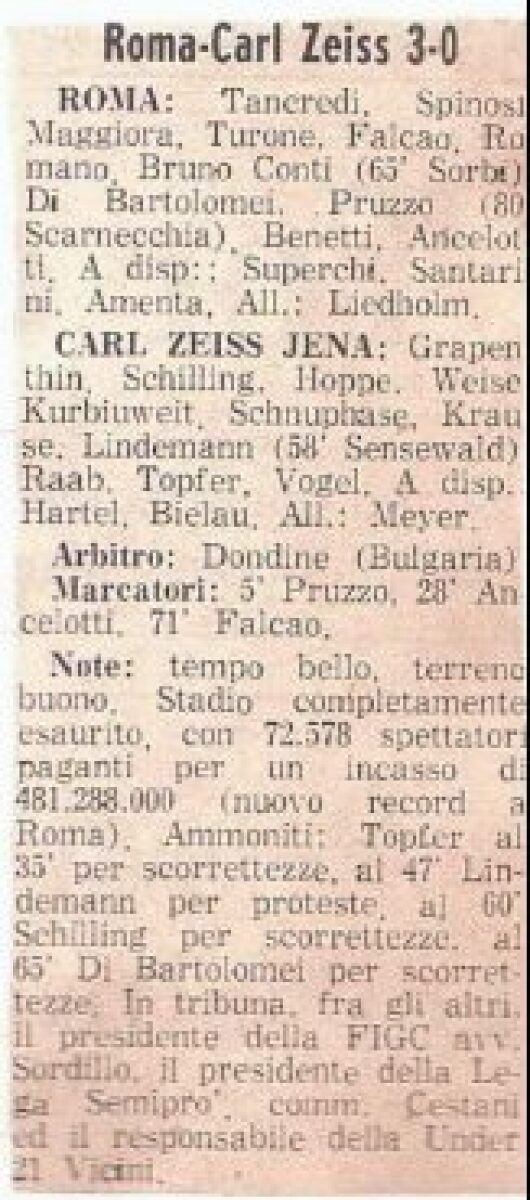 Roma-Carl Zeiss 3-0
ROMA: Tancredi, Spinosi
Maggiora, Turone, Falcao, Ro
mano, Bruno Conti (65' Sorbi)
Di Bartolomei, Pruzzo (80
Scarnecchia), Benetti, Ancelot
ti. A disp.: Superchi, Santari
ni, Amenta, All.: Liedholm.
CARL ZEISS JENA: Grapen
thin, Schilling, Hoppe, Weise
Kurbiuweit, Schnuphase, Krau
se, Lindemann (58' Sensewald)
Raab, Topfer, Vogel. A disp.
Hartel, Bielau, All.: Meyer.
Arbitro: Dondine (Bulgaria)
Marcatori: 5' Pruzzo, 28' An
celotti, 71' Falcao.
Note: tempo bello, terreno
buono. Stadio completamente
esaurito, con 72.578 spettatori
paganti per un incasso di
481.288.000 (nuovo record a
Roma). Ammoniti: Topfer al
35' per scorrettezze, al 47' Lin-
demann per proteste, al 60'
Schilling per scorrettezze, al
65' Di Bartolomei per scorret-
tezze. In tribuna, fra gli altri,
il presidente della FIGC avv.
Sordillo, il presidente della Le-
ga Semipro', comm. Cestani
ed il responsabile della Under
21 Vicini.